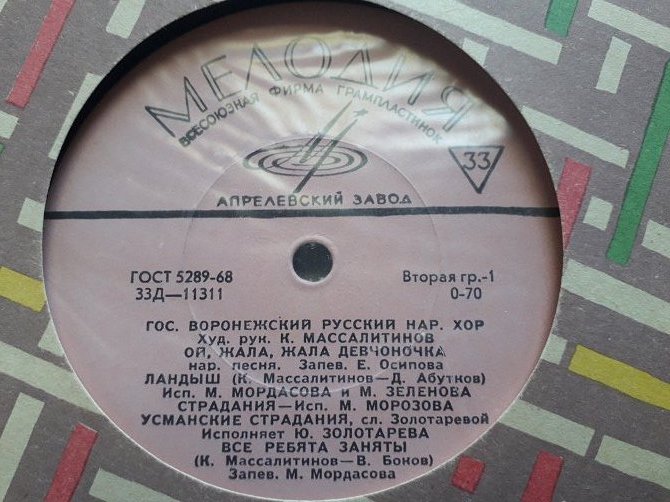 МЕЛОДИЯ
ВСЕСОЮЗНАЯ ФИРМА ГРАМПЛАСТИНОК
33
АПРЕЛЕВСКИЙ ЗАВОД
ГОСТ 5289-68 Вторая гр.-1
33Д—11311 0-70
ГОС. ВОРОНЕЖСКИЙ РУССКИЙ НАР. ХОР
Худ. рук. К. МАССАЛИТИНОВ
ОЙ, ЖАЛА, ЖАЛА ДЕВЧОНОЧКА
нар. песня. Запев. Е. Осипова
ЛАНДЫШ (К. Массалитинов—Д. Абутков)
Исп. М. МОРДАСОВА и М. ЗЕЛЕНОВА
СТРАДАНИЯ—Исп. М. МОРОЗОВА
УСМАНСКИЕ СТРАДАНИЯ, сл. Золотаревой
Исполняет Ю. ЗОЛОТАРЕВА
ВСЕ РЕБЯТА ЗАНЯТЫ
(К. Массалитинов—В. Боков)
Запев. М. Мордасова